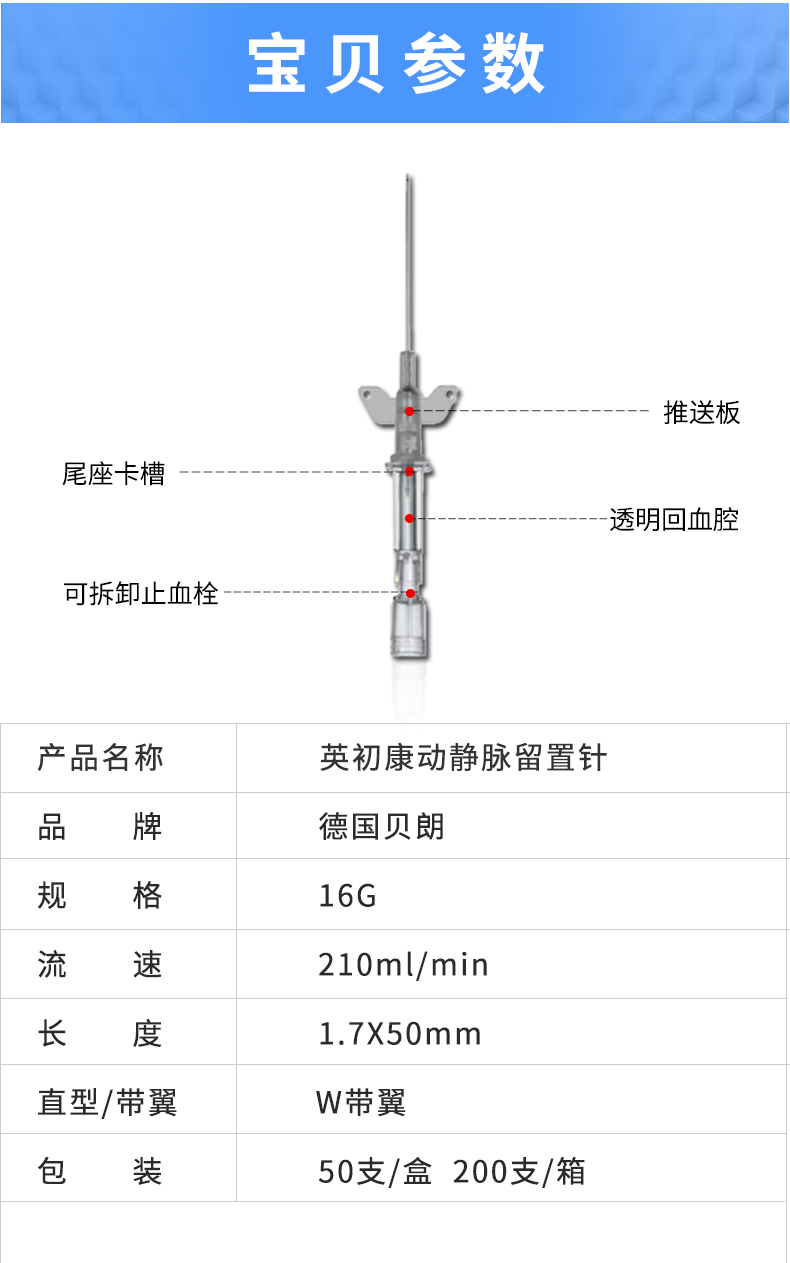 宝贝参数
推送板
尾座卡槽
透明回血腔
可拆卸止血栓
产品名称 英初康动静脉留置针
品 牌 德国贝朗
规 格 16G
流 速 210ml/min
长 度 1.7X50mm
直型/带翼 W带翼
包 装 50支/盒 200支/箱